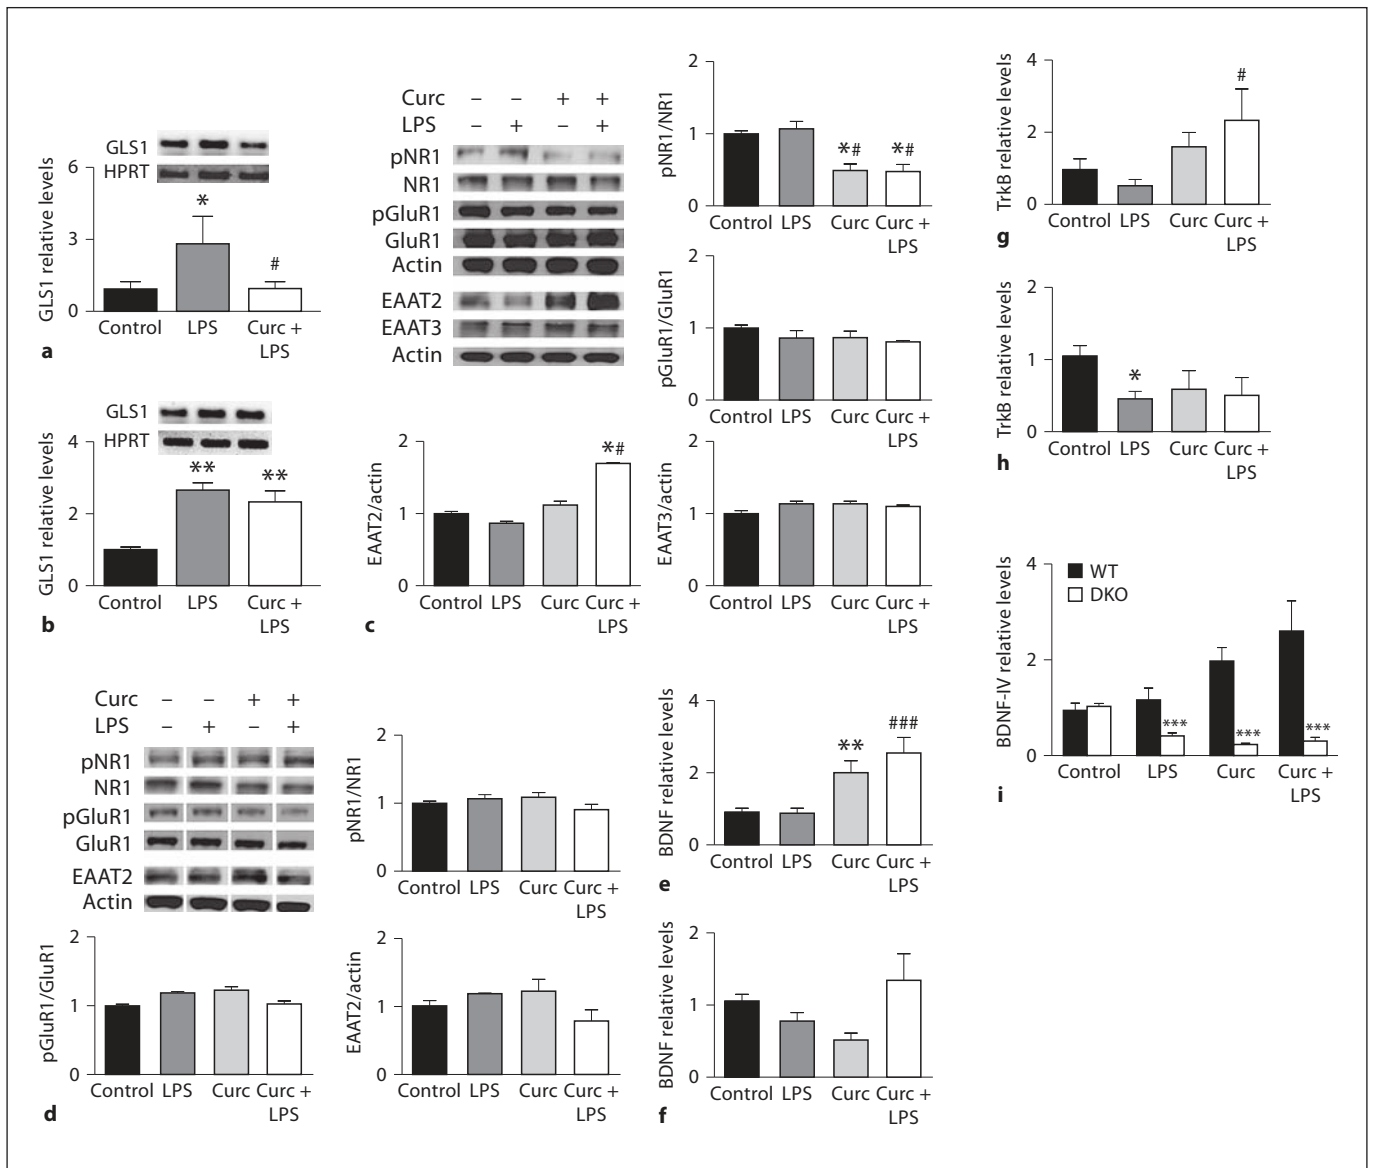 GLS1
HPRT
GLS1 relative levels
6
3
0
*
#
Control LPS Curc + LPS
a
GLS1
HPRT
GLS1 relative levels
4
2
0
**
**
Control LPS Curc + LPS
b
Curc – – + +
LPS – + – +
pNR1
NR1
pGluR1
GluR1
Actin
EAAT2
EAAT3
Actin
EAAT2/actin
2
1
0
*#
Control LPS Curc Curc + LPS
c
pNR1/NR1
2
1
0
*# *#
Control LPS Curc Curc + LPS
pGluR1/GluR1
2
1
0
Control LPS Curc Curc + LPS
EAAT3/actin
2
1
0
Control LPS Curc Curc + LPS
Curc – – + +
LPS – + – +
pNR1
NR1
pGluR1
GluR1
EAAT2
Actin
pNR1/NR1
2
1
0
Control LPS Curc Curc + LPS
pGluR1/GluR1
2
1
0
Control LPS Curc Curc + LPS
d
EAAT2/actin
2
1
0
Control LPS Curc Curc + LPS
BDNF relative levels
4
2
0
**
###
Control LPS Curc Curc + LPS
e
BDNF relative levels
2
1
0
Control LPS Curc Curc + LPS
f
TrkB relative levels
4
2
0
#
Control LPS Curc Curc + LPS
g
TrkB relative levels
2
1
0
*
Control LPS Curc Curc + LPS
h
BDNF-IV relative levels
4
2
0
WT
DKO
***
***
***
Control LPS Curc Curc + LPS
i